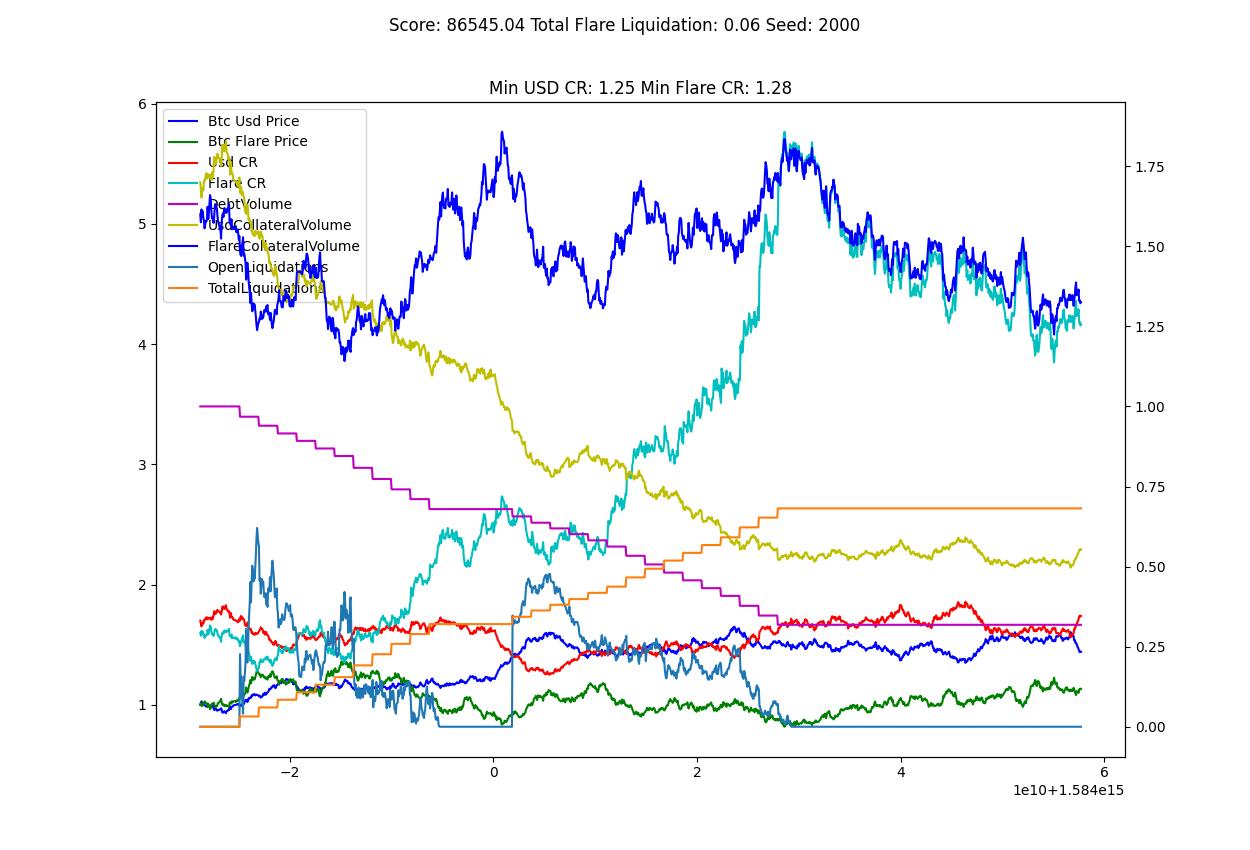 Score: 86545.04 Total Flare Liquidation: 0.06 Seed: 2000
Min USD CR: 1.25 Min Flare CR: 1.28
Btc Usd Price
Btc Flare Price
Usd CR
Flare CR
DebtVolume
UsdCollateralVolume
FlareCollateralVolume
OpenLiquidations
TotalLiquidations
6
5
4
3
2
1
1.75
1.50
1.25
1.00
0.75
0.50
0.25
0.00
−2
0
2
4
6
1e10+1.584e15